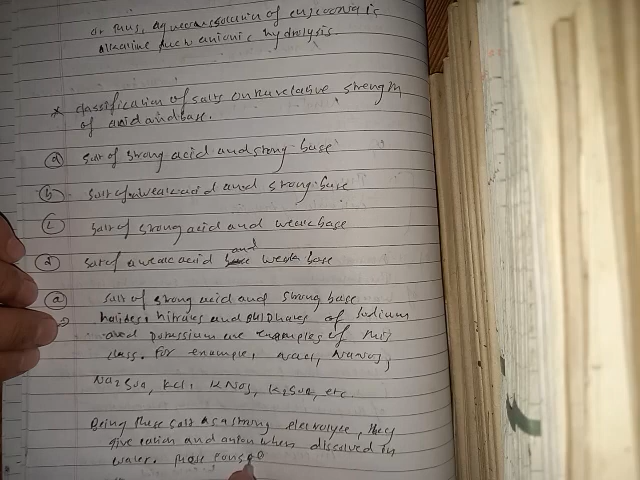 or thus, aqueous solution of
alkaline due to anionic hydrolysis.
* classification of salts on relative strength
of acid and base.
(a) salt of strong acid and strong base
(b) salt of weak acid and strong base
(c) salt of strong acid and weak base
(d) salt of a weak acid and weak base
(a) salt of strong acid and strong base
→ halides, nitrates and sulphates of sodium
and potassium are examples of this
class. for example, NaCl, NaNO3,
Na2SO4, KCl, KNO3, K2SO4, etc.
Being these salt as a strong electrolyte, they
give cation and anion when dissolved in
water. these